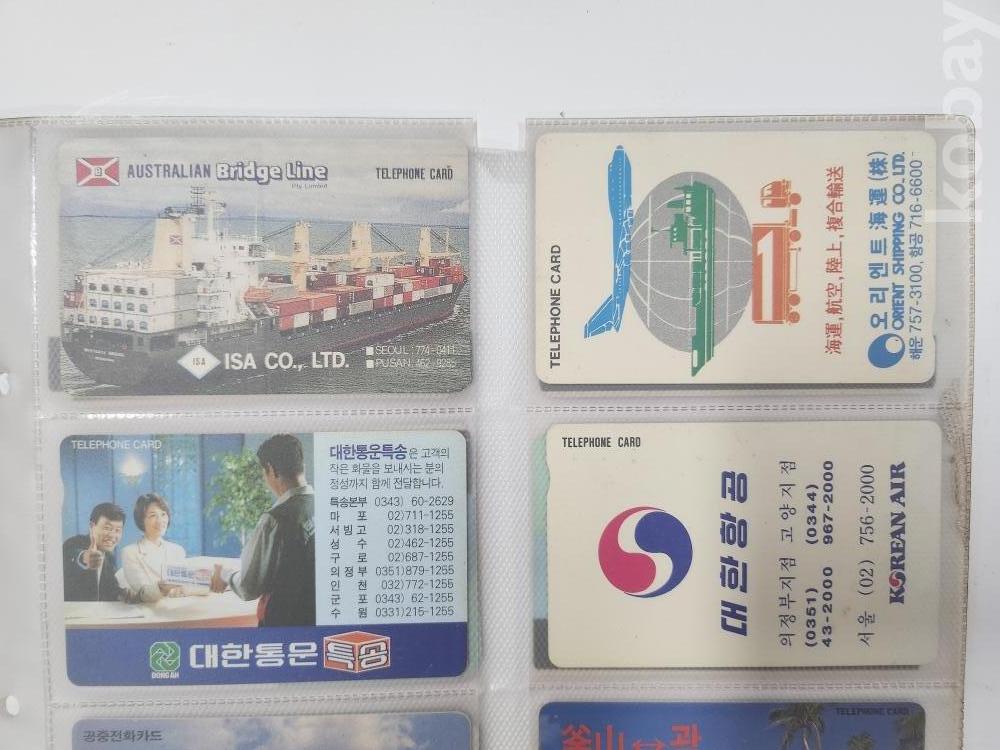 AUSTRALIAN Bridge Line
Pty. Limited
TELEPHONE CARD
ISA
ISA CO., LTD.
SEOUL : 774-0411
PUSAN : 462-8285
TELEPHONE CARD
海運, 航空, 陸上, 複合輸送
오리엔트海運(株)
ORIENT SHIPPING CO., LTD.
해운 757-3100, 항공 716-6600
TELEPHONE CARD
대한통운특송은 고객의
작은 화물을 보내시는 분의
정성까지 함께 전달합니다.
특송본부 0343) 60-2629
마 포 02)711-1255
서빙고 02)318-1255
성 수 02)462-1255
구 로 02)687-1255
의정부 0351)879-1255
인 천 032)772-1255
군 포 0343) 62-1255
수 원 0331)215-1255
DONG AH
대한통운 특송
TELEPHONE CARD
대한항공
의정부지점 고양지점
(0351) (0344)
43-2000 967-2000
서울 (02) 756-2000
KOREAN AIR
공중전화카드
TELEPHONE CARD
釜山↔괌
kobay